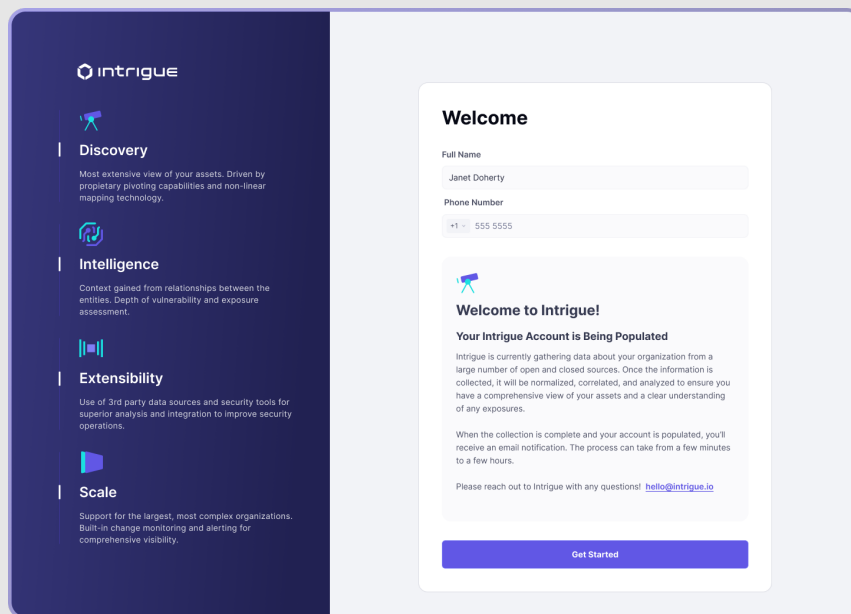 intrigue
Discovery
Most extensive view of your assets. Driven by
propietary pivoting capabilities and non-linear
mapping technology.
Intelligence
Context gained from relationships between the
entities. Depth of vulnerability and exposure
assessment.
Extensibility
Use of 3rd party data sources and security tools for
superior analysis and integration to improve security
operations.
Scale
Support for the largest, most complex organizations.
Built-in change monitoring and alerting for
comprehensive visibility.
Welcome
Full Name
Janet Doherty
Phone Number
+1 555 5555
Welcome to Intrigue!
Your Intrigue Account is Being Populated
Intrigue is currently gathering data about your organization from a
large number of open and closed sources. Once the information is
collected, it will be normalized, correlated, and analyzed to ensure you
have a comprehensive view of your assets and a clear understanding
of any exposures.
When the collection is complete and your account is populated, you'll
receive an email notification. The process can take from a few minutes
to a few hours.
Please reach out to Intrigue with any questions! hello@intrigue.io
Get Started